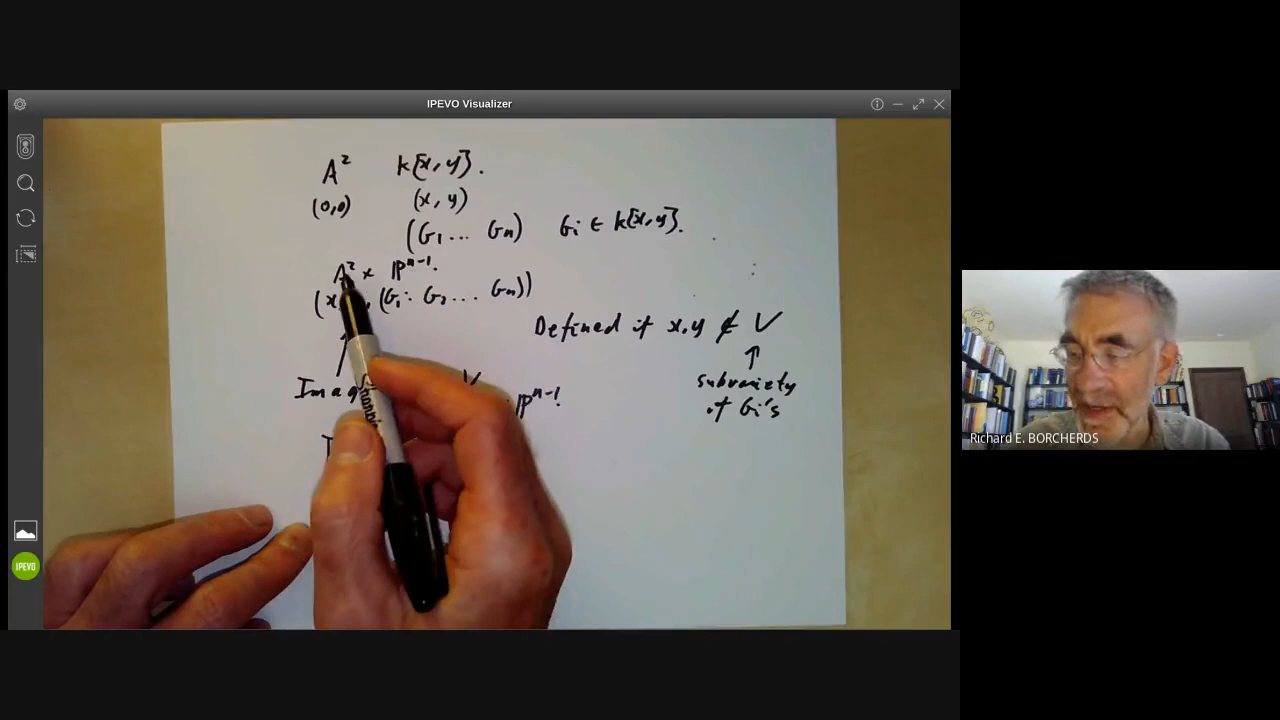 IPEVO Visualizer
A² k[x, y].
(0,0) (x, y)
(G₁ ... Gₙ) Gᵢ ∈ k[x, y].
A² × ℙⁿ⁻¹.
(x , (G₁: G₂ ... Gₙ))
Defined if x, y ∉ V
↑
subvariety
of Gᵢ's
ℙⁿ⁻¹.
Richard E. BORCHERDS
IPEVO